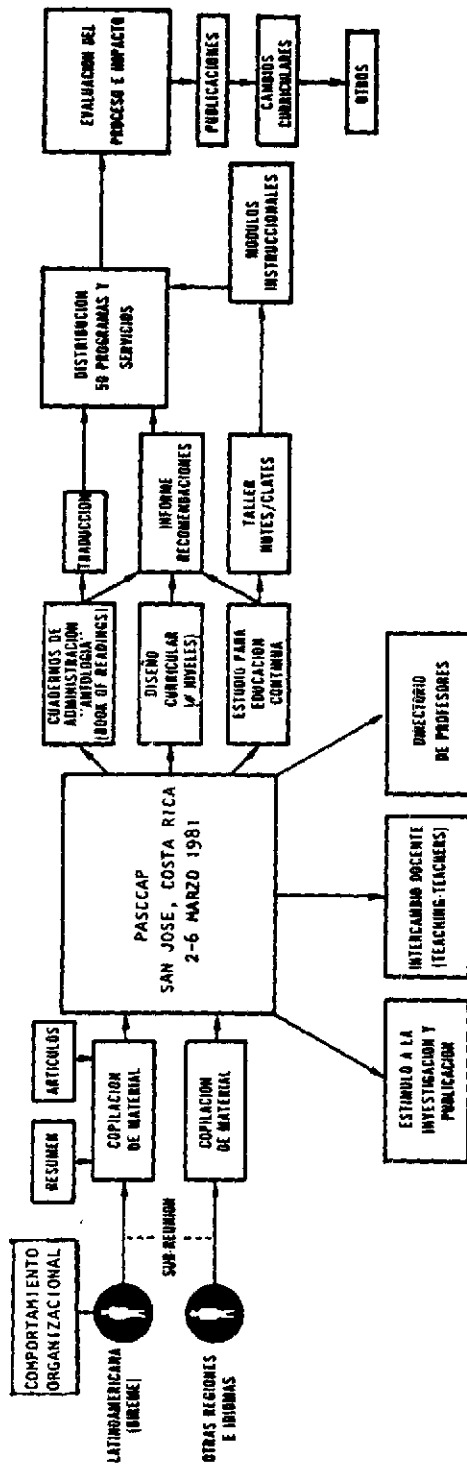 COMPORTAMIENTO
ORGANIZACIONAL
LATINOAMERICANA
(BIREME)
OTRAS REGIONES
E IDIOMAS
SUB-REUNION
RESUMEN
ARTICULOS
COPILACION
DE MATERIAL
COPILACION
DE MATERIAL
PASCCAP
SAN JOSE, COSTA RICA
2-6 MARZO 1981
CUADERNOS DE
ADMINISTRACION
"ANTOLOGIA"
(BOOK OF READINGS)
DISEÑO
CURRICULAR
NIVELES)
ESTUDIO PARA
EDUCACION
CONTINUA
TRADUCCION
INFORME
RECOMENDACIONES
TALLER
NUTES/CLATES
DISTRIBUCION
50 PROGRAMAS Y
SERVICIOS
MODULOS
INSTRUCCIONALES
EVALUACION DEL
PROCESO E IMPACTO
PUBLICACIONES
CAMBIOS
CURRICULARES
OTROS
ESTIMULO A LA
INVESTIGACION Y
PUBLICACION
INTERCAMBIO DOCENTE
(TEACHING-TEACHERS)
DIRECTORIO
DE PROFESORES